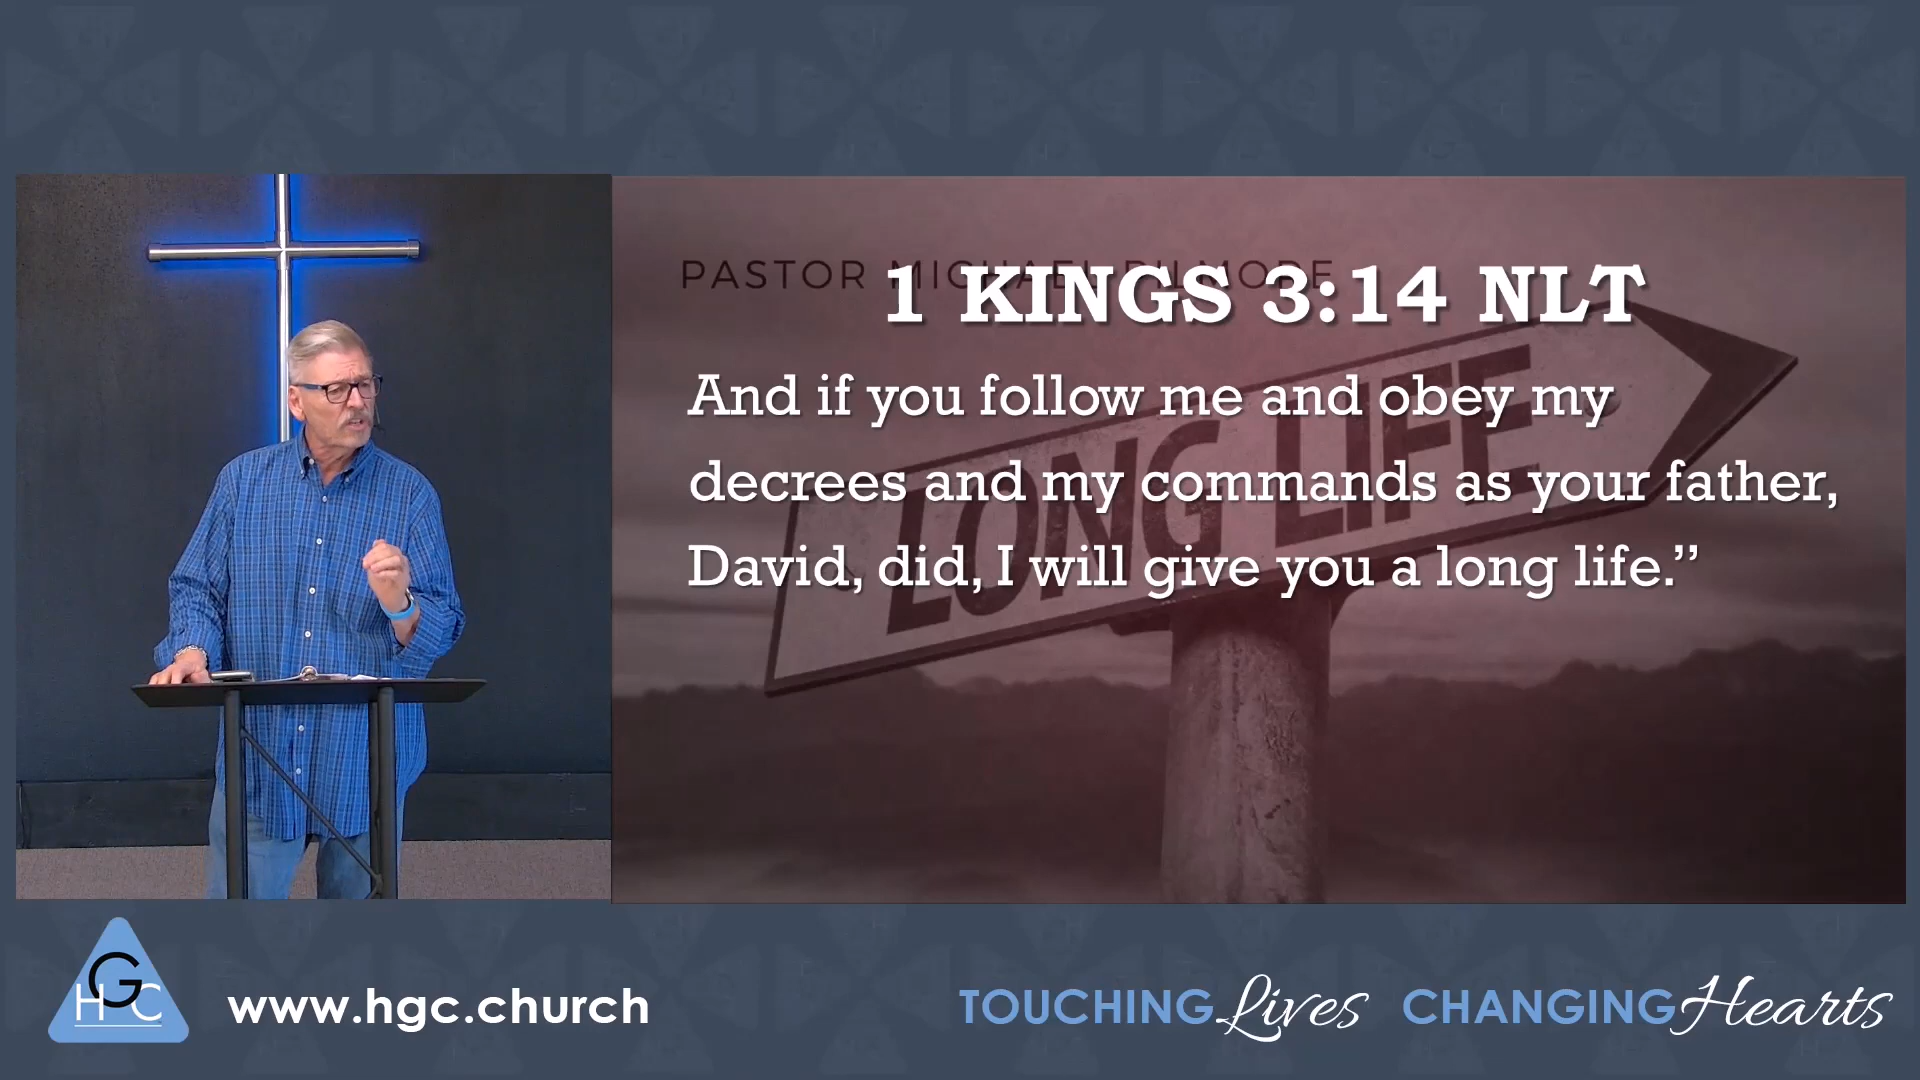 PASTOR MICHAEL
1 KINGS 3:14 NLT
And if you follow me and obey my
decrees and my commands as your father,
David, did, I will give you a long life.”
LONG LIFE
HGC
www.hgc.church
TOUCHING Lives CHANGING Hearts